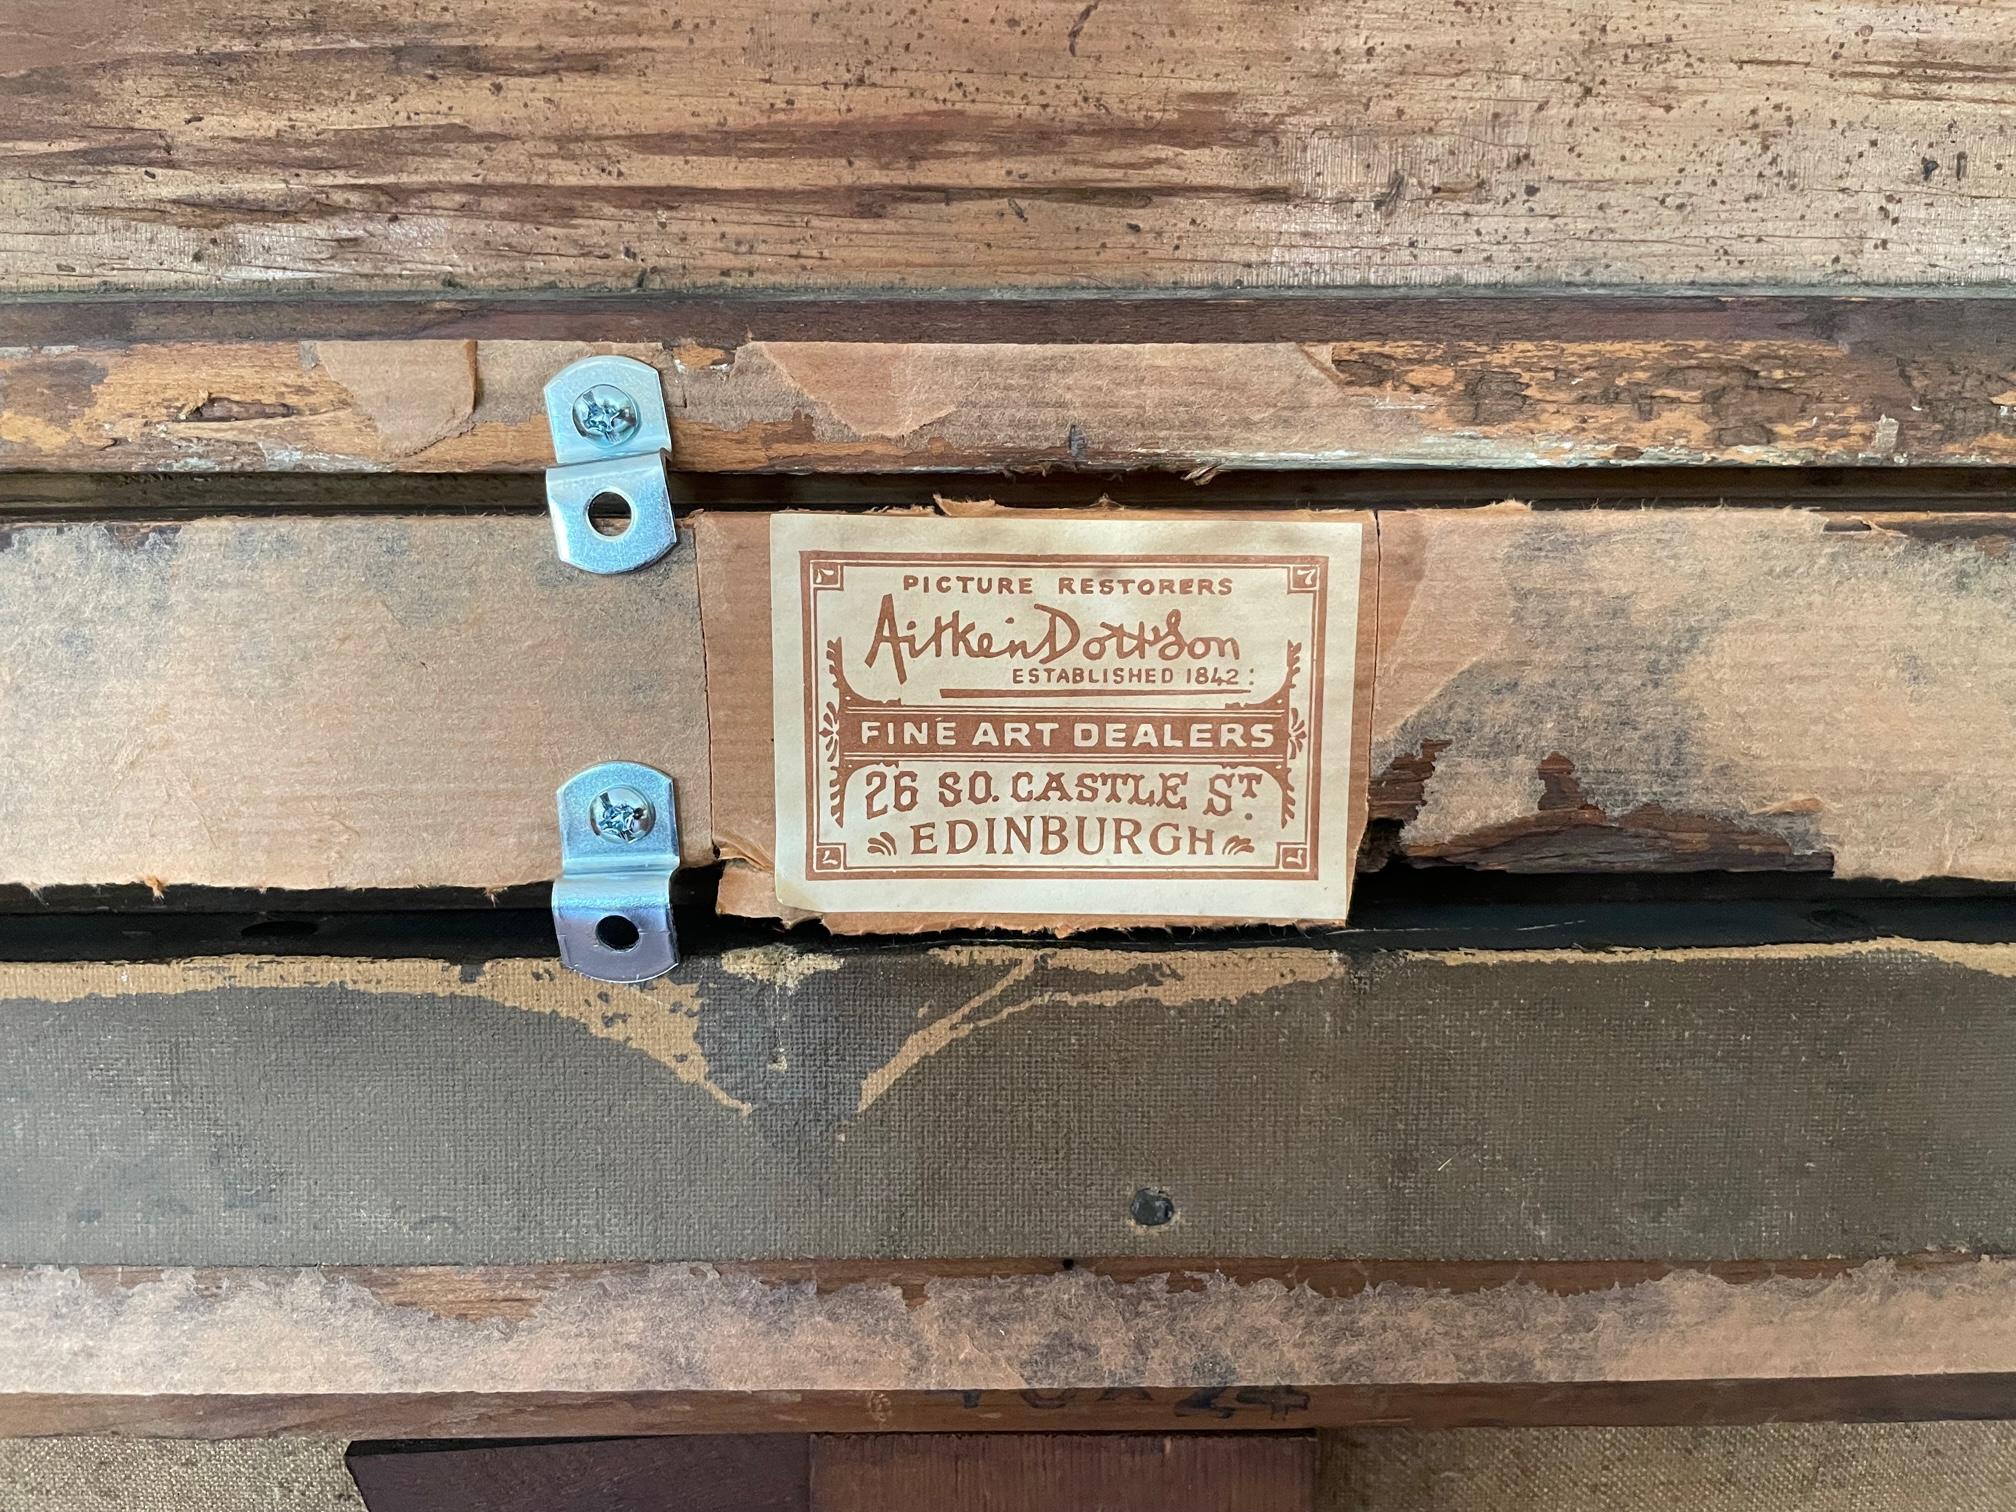 PICTURE RESTORERS
Aitken Dott & Son
ESTABLISHED 1842:
FINE ART DEALERS
26 SO. CASTLE ST.
EDINBURGH